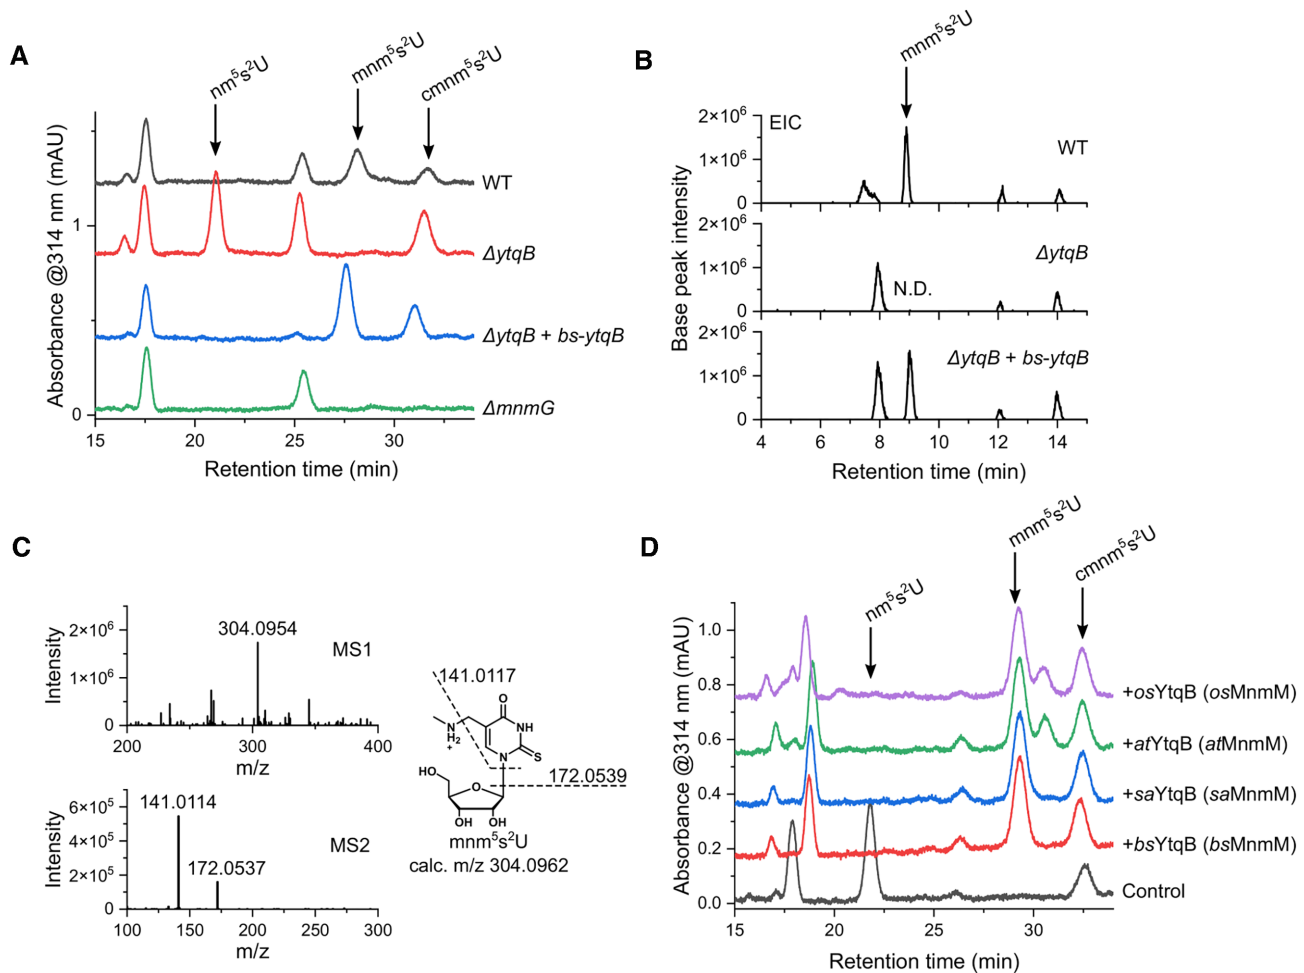 A
nm⁵s²U
mnm⁵s²U
cmnm⁵s²U
Absorbance @314 nm (mAU)
1
0
WT
ΔytqB
ΔytqB + bs-ytqB
ΔmnmG
15 20 25 30
Retention time (min)
B
mnm⁵s²U
Base peak intensity
EIC
2×10⁶
1×10⁶
0
WT
2×10⁶
1×10⁶
0
ΔytqB
N.D.
2×10⁶
1×10⁶
0
ΔytqB + bs-ytqB
4 6 8 10 12 14
Retention time (min)
C
Intensity
2×10⁶
1×10⁶
0
304.0954
MS1
200 300 400
m/z
Intensity
6×10⁵
4×10⁵
2×10⁵
0
141.0114
172.0537
MS2
100 150 200 250 300
m/z
141.0117
O
N
H₂
+
NH
N
S
172.0539
HO
O
OH OH
mnm⁵s²U
calc. m/z 304.0962
D
nm⁵s²U
mnm⁵s²U
cmnm⁵s²U
Absorbance @314 nm (mAU)
1.0
0.8
0.6
0.4
0.2
0.0
+osYtqB (osMnmM)
+atYtqB (atMnmM)
+saYtqB (saMnmM)
+bsYtqB (bsMnmM)
Control
15 20 25 30
Retention time (min)